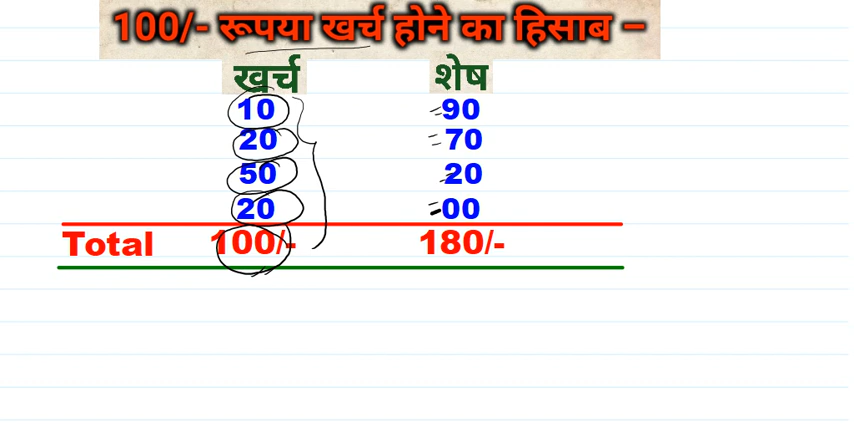 100/- रूपया खर्च होने का हिसाब –
खर्च शेष
10 =90
20 =70
50 20
20 =00
Total 100/- 180/-